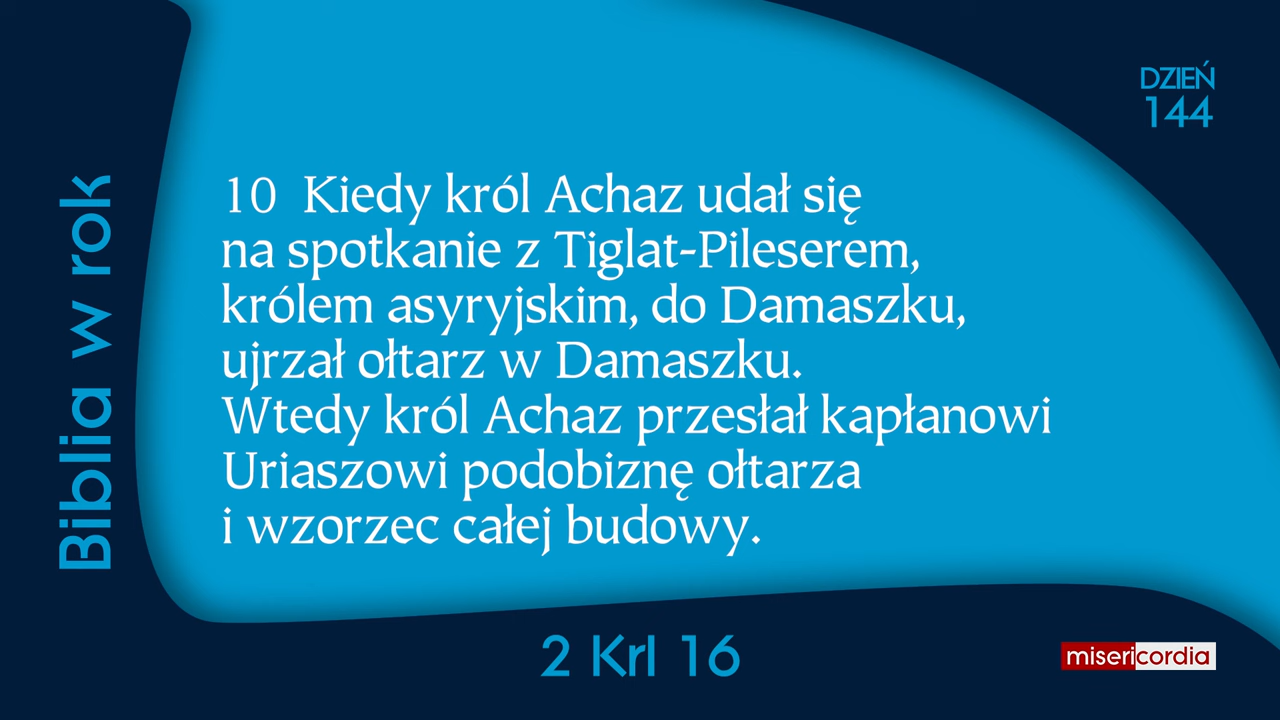 DZIEŃ
144
Biblia w rok
10 Kiedy król Achaz udał się
na spotkanie z Tiglat-Pileserem,
królem asyryjskim, do Damaszku,
ujrzał ołtarz w Damaszku.
Wtedy król Achaz przesłał kapłanowi
Uriaszowi podobiznę ołtarza
i wzorzec całej budowy.
2 Krl 16
misericordia